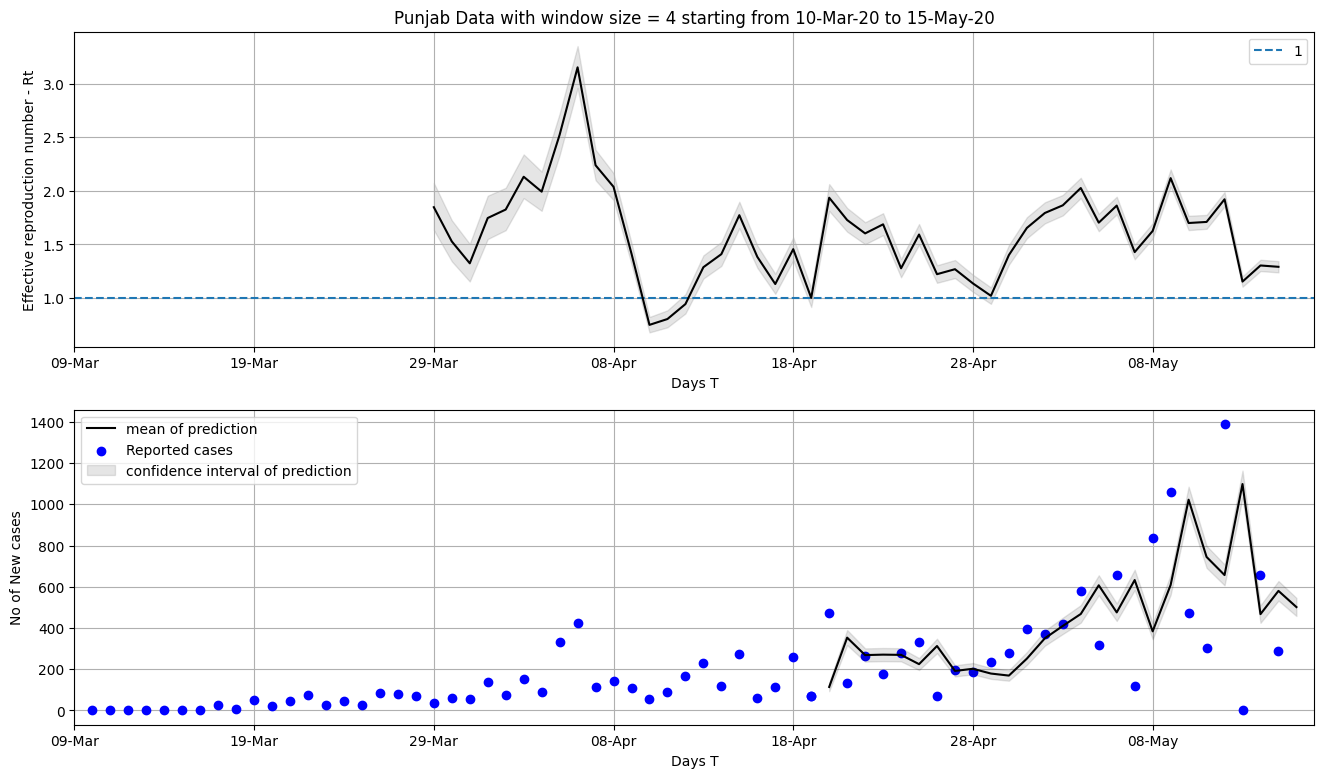 Punjab Data with window size = 4 starting from 10-Mar-20 to 15-May-20
Effective reproduction number - Rt
3.0
2.5
2.0
1.5
1.0
1
09-Mar 19-Mar 29-Mar 08-Apr 18-Apr 28-Apr 08-May
Days T
No of New cases
1400
1200
1000
800
600
400
200
0
mean of prediction
Reported cases
confidence interval of prediction
09-Mar 19-Mar 29-Mar 08-Apr 18-Apr 28-Apr 08-May
Days T